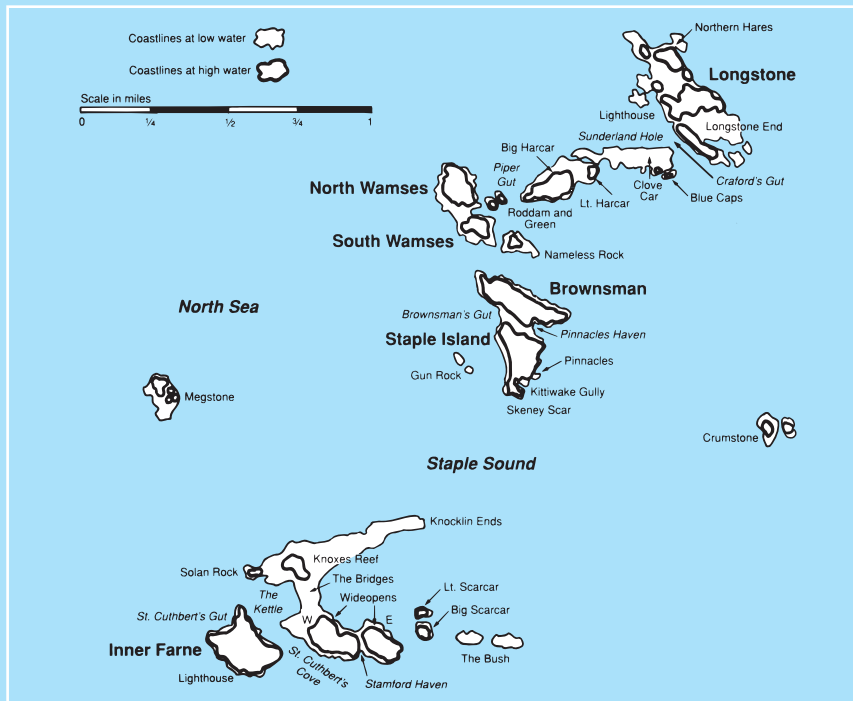 Coastlines at low water
Coastlines at high water
Scale in miles
0 ¼ ½ ¾ 1
Northern Hares
Longstone
Lighthouse
Longstone End
Sunderland Hole
Big Harcar
Piper
Gut
Craford's Gut
North Wamses
Clove
Car
Blue Caps
Lt. Harcar
Roddam and
Green
South Wamses
Nameless Rock
Brownsman
North Sea
Brownsman's Gut
Pinnacles Haven
Staple Island
Pinnacles
Gun Rock
Kittiwake Gully
Megstone
Skeney Scar
Crumstone
Staple Sound
Knocklin Ends
Knoxes Reef
Solan Rock
The Bridges
The
Kettle
Wideopens
Lt. Scarcar
St. Cuthbert's Gut
Big Scarcar
W
E
Inner Farne
The Bush
St. Cuthbert's
Cove
Lighthouse
Stamford Haven